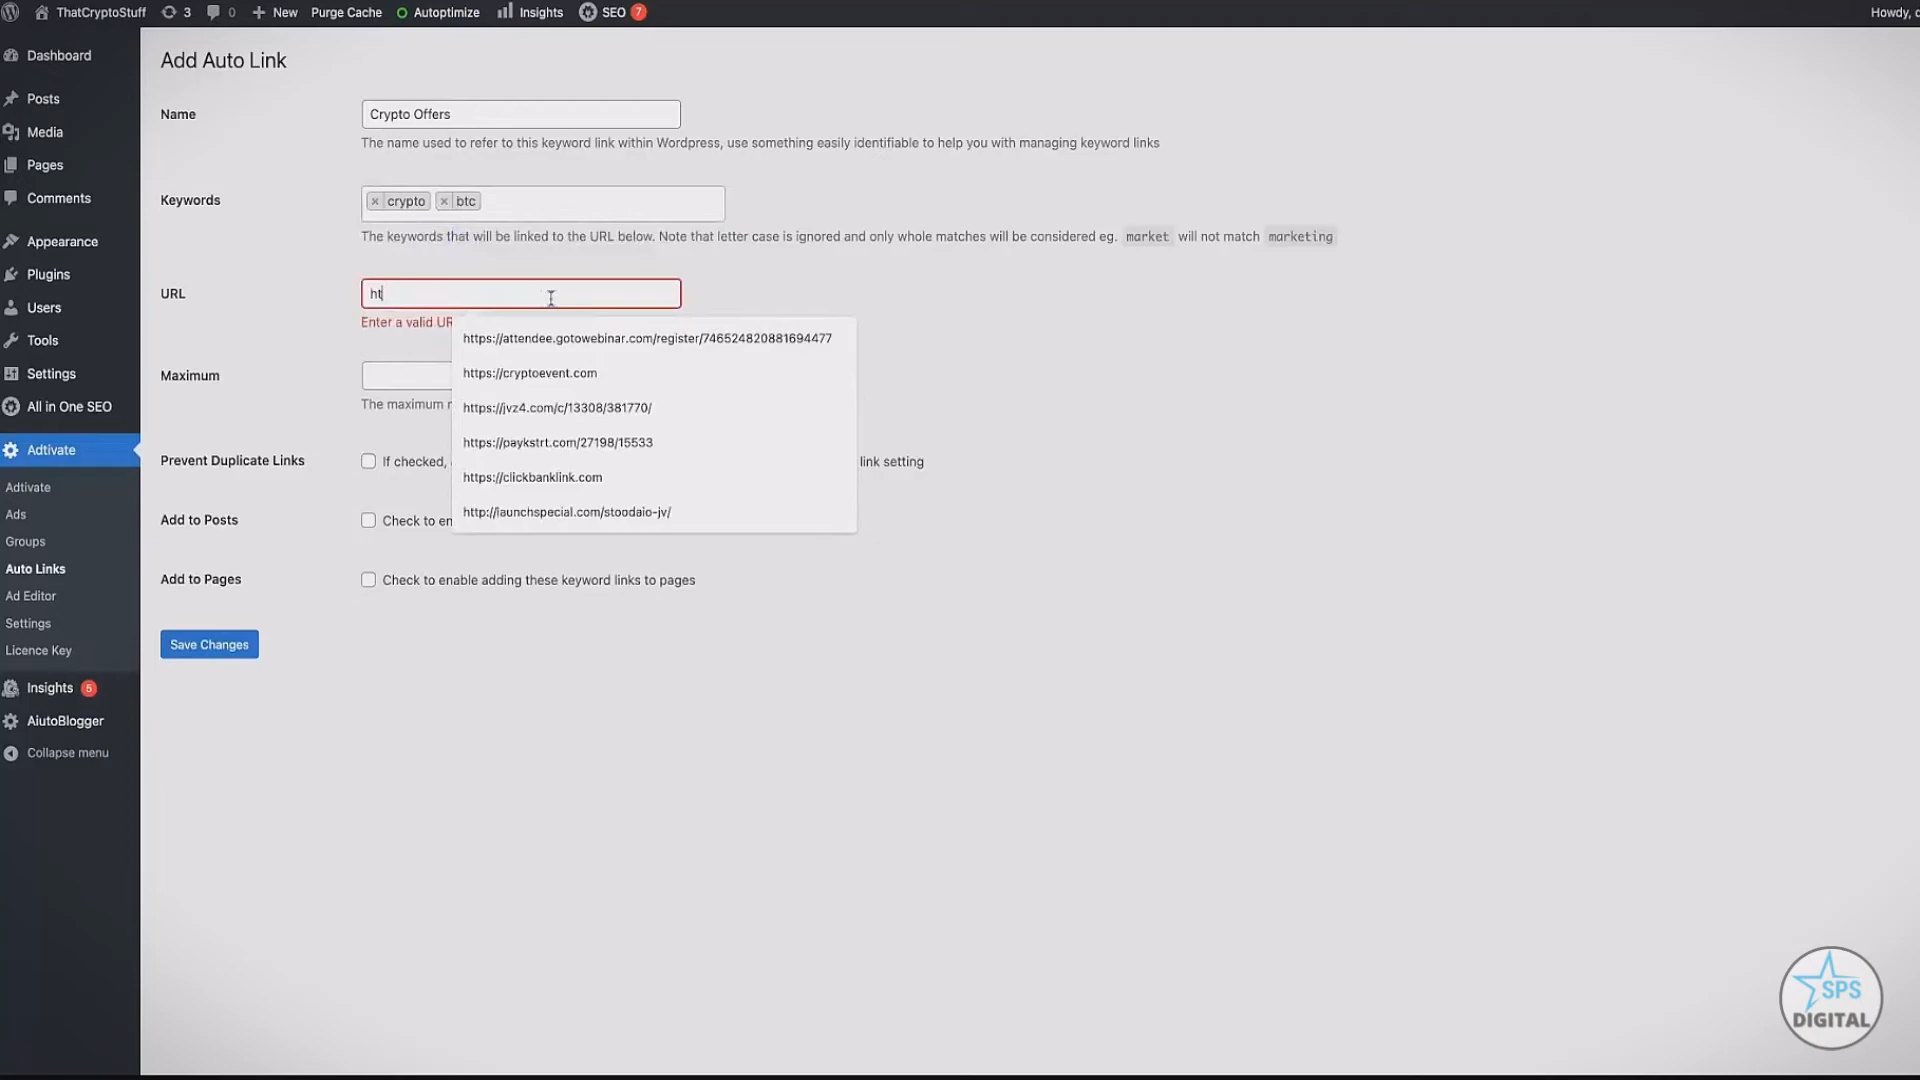 ThatCryptoStuff 3 0 New Purge Cache Autoptimize Insights SEO 7 Howdy, c
Dashboard
Posts
Media
Pages
Comments
Appearance
Plugins
Users
Tools
Settings
All in One SEO
Adtivate
Adtivate
Ads
Groups
Auto Links
Ad Editor
Settings
Licence Key
Insights 5
AiutoBlogger
Collapse menu
Add Auto Link
Name
Crypto Offers
The name used to refer to this keyword link within Wordpress, use something easily identifiable to help you with managing keyword links
Keywords
× crypto × btc
The keywords that will be linked to the URL below. Note that letter case is ignored and only whole matches will be considered eg. market will not match marketing
URL
ht
Enter a valid UR
https://attendee.gotowebinar.com/register/746524820881694477
https://cryptoevent.com
https://jvz4.com/c/13308/381770/
https://paykstrt.com/27198/15533
https://clickbanklink.com
http://launchspecial.com/stoodaio-jv/
Maximum
The maximum
Prevent Duplicate Links
If checked, link setting
Add to Posts
Check to en
Add to Pages
Check to enable adding these keyword links to pages
Save Changes
SPS
DIGITAL